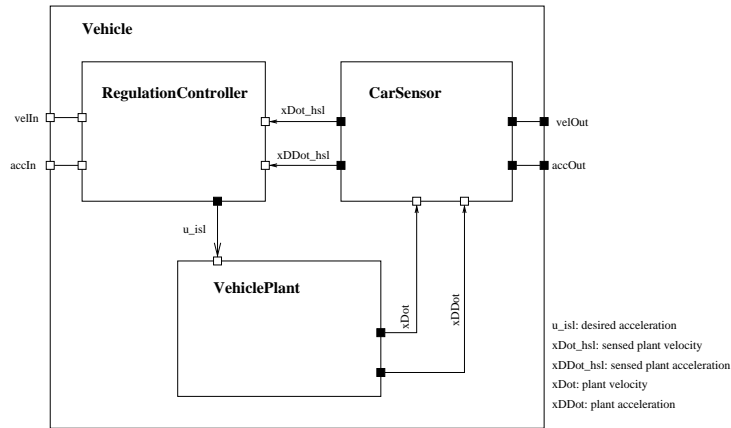 Vehicle
RegulationController
CarSensor
xDot_hsl
velIn
velOut
xDDot_hsl
accIn
accOut
u_isl
VehiclePlant
xDot
xDDot
u_isl: desired acceleration
xDot_hsl: sensed plant velocity
xDDot_hsl: sensed plant acceleration
xDot: plant velocity
xDDot: plant acceleration